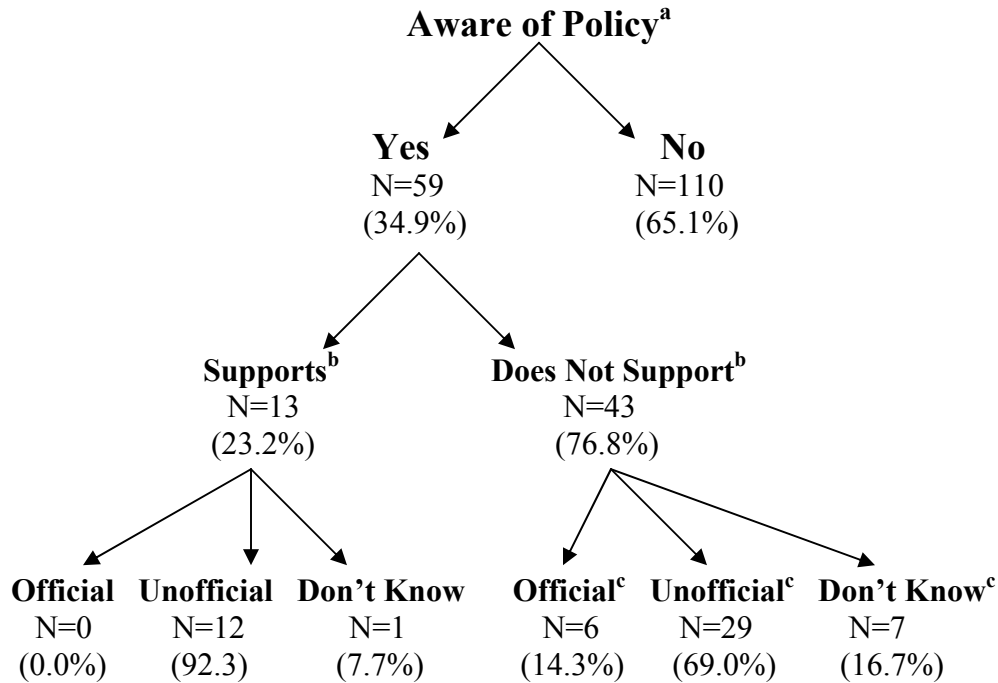 Aware of Policyᵃ
Yes No
N=59 N=110
(34.9%) (65.1%)
Supportsᵇ Does Not Supportᵇ
N=13 N=43
(23.2%) (76.8%)
Official Unofficial Don’t Know Officialᶜ Unofficialᶜ Don’t Knowᶜ
N=0 N=12 N=1 N=6 N=29 N=7
(0.0%) (92.3) (7.7%) (14.3%) (69.0%) (16.7%)